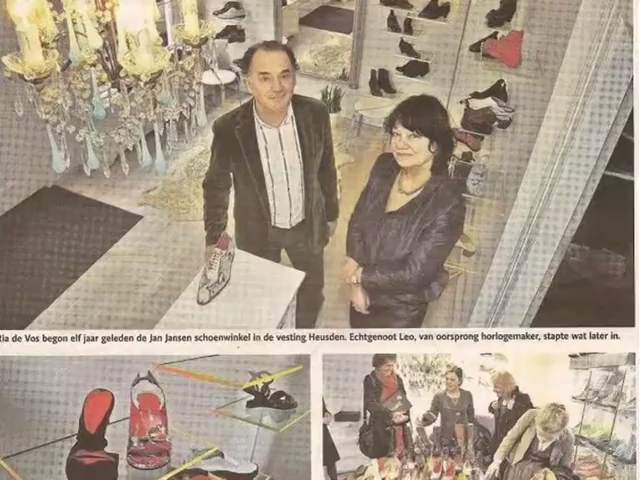 Ria de Vos begon elf jaar geleden de Jan Jansen schoenwinkel in de vesting Heusden. Echtgenoot Leo, van oorsprong horlogemaker, stapte wat later in.